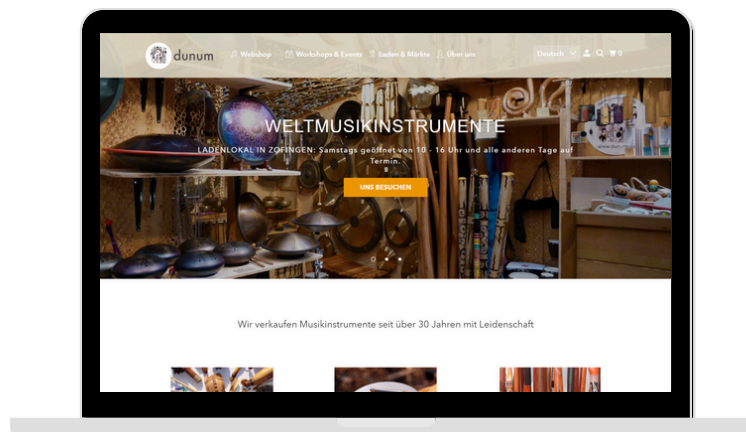 dunum
Webshop
Workshops & Events
Laden & Märkte
Über uns
Deutsch
0
WELTMUSIKINSTRUMENTE
LADENLOKAL IN ZOFINGEN: Samstags geöffnet von 10 - 16 Uhr und alle anderen Tage auf
Termin.
UNS BESUCHEN
Wir verkaufen Musikinstrumente seit über 30 Jahren mit Leidenschaft